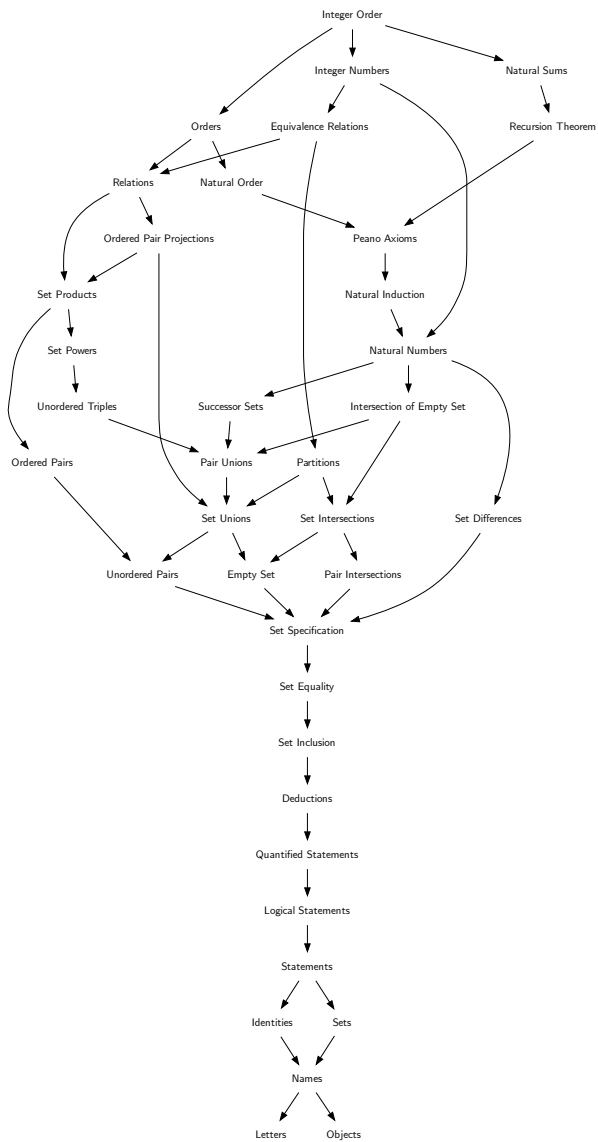 Integer Order
Integer Numbers
Natural Sums
Orders
Equivalence Relations
Recursion Theorem
Relations
Natural Order
Ordered Pair Projections
Peano Axioms
Set Products
Natural Induction
Set Powers
Natural Numbers
Unordered Triples
Successor Sets
Intersection of Empty Set
Ordered Pairs
Pair Unions
Partitions
Set Unions
Set Intersections
Set Differences
Unordered Pairs
Empty Set
Pair Intersections
Set Specification
Set Equality
Set Inclusion
Deductions
Quantified Statements
Logical Statements
Statements
Identities
Sets
Names
Letters
Objects